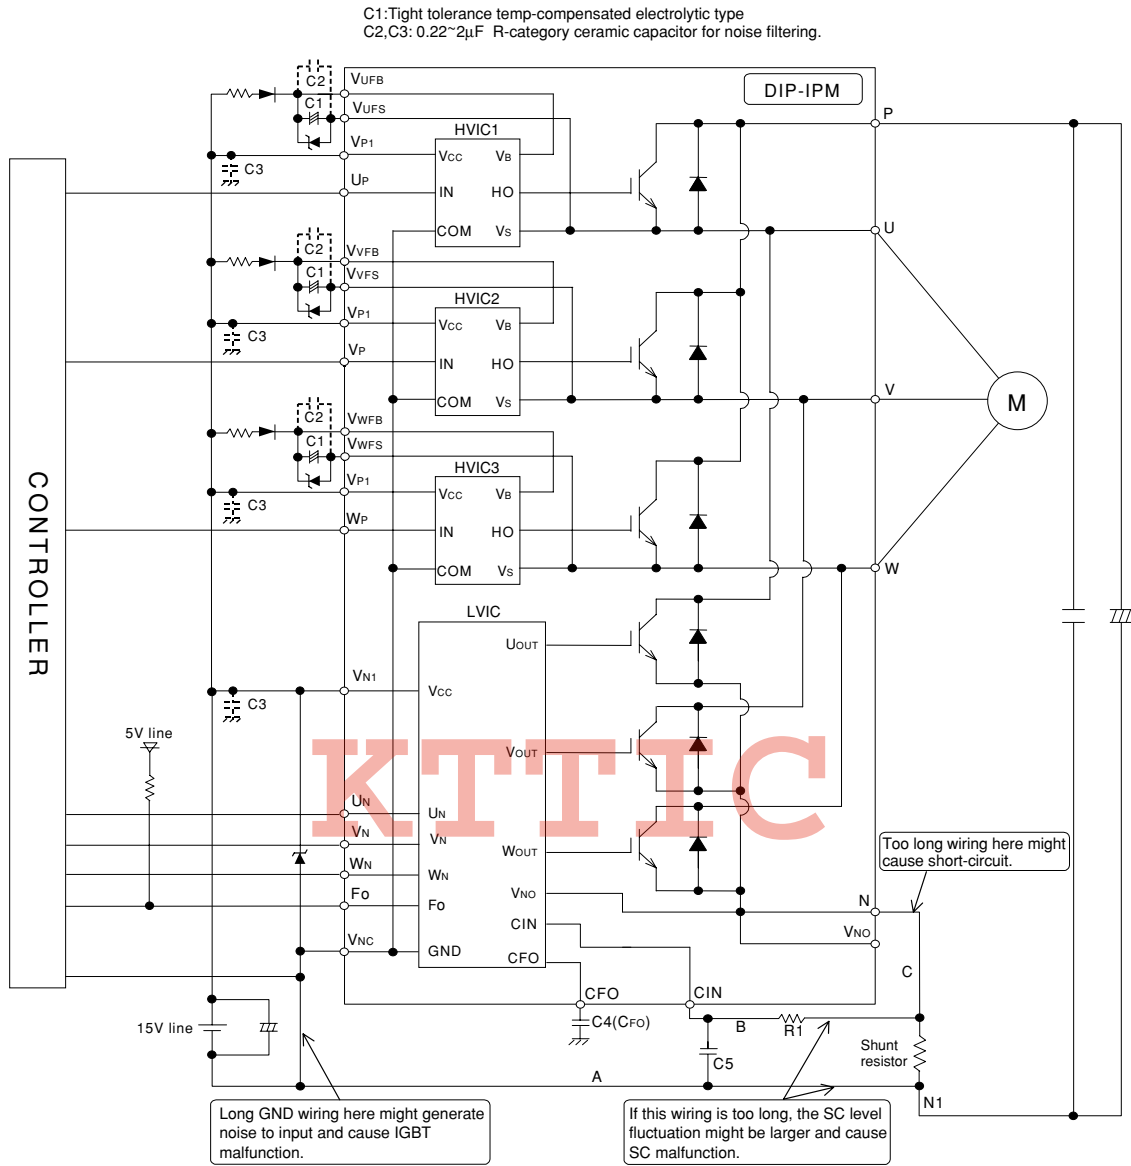 C1:Tight tolerance temp-compensated electrolytic type
C2,C3: 0.22~2μF R-category ceramic capacitor for noise filtering.
DIP-IPM
C2
C1
VUFB
VUFS
VP1
C3
UP
HVIC1
VCC
VB
IN
HO
COM
VS
P
U
C2
C1
VVFB
VVFS
VP1
C3
VP
HVIC2
VCC
VB
IN
HO
COM
VS
V
M
C2
C1
VWFB
VWFS
VP1
C3
WP
HVIC3
VCC
VB
IN
HO
COM
VS
W
CONTROLLER
LVIC
UOUT
VN1
VCC
C3
5V line
VOUT
KTTIC
UN
UN
VN
VN
WOUT
WN
WN
Fo
Fo
VNO
CIN
VNC
GND
CFO
Too long wiring here might
cause short-circuit.
N
VNO
C
CFO
CIN
C4(CFO)
15V line
B
R1
C5
Shunt
resistor
A
N1
Long GND wiring here might generate
noise to input and cause IGBT
malfunction.
If this wiring is too long, the SC level
fluctuation might be larger and cause
SC malfunction.